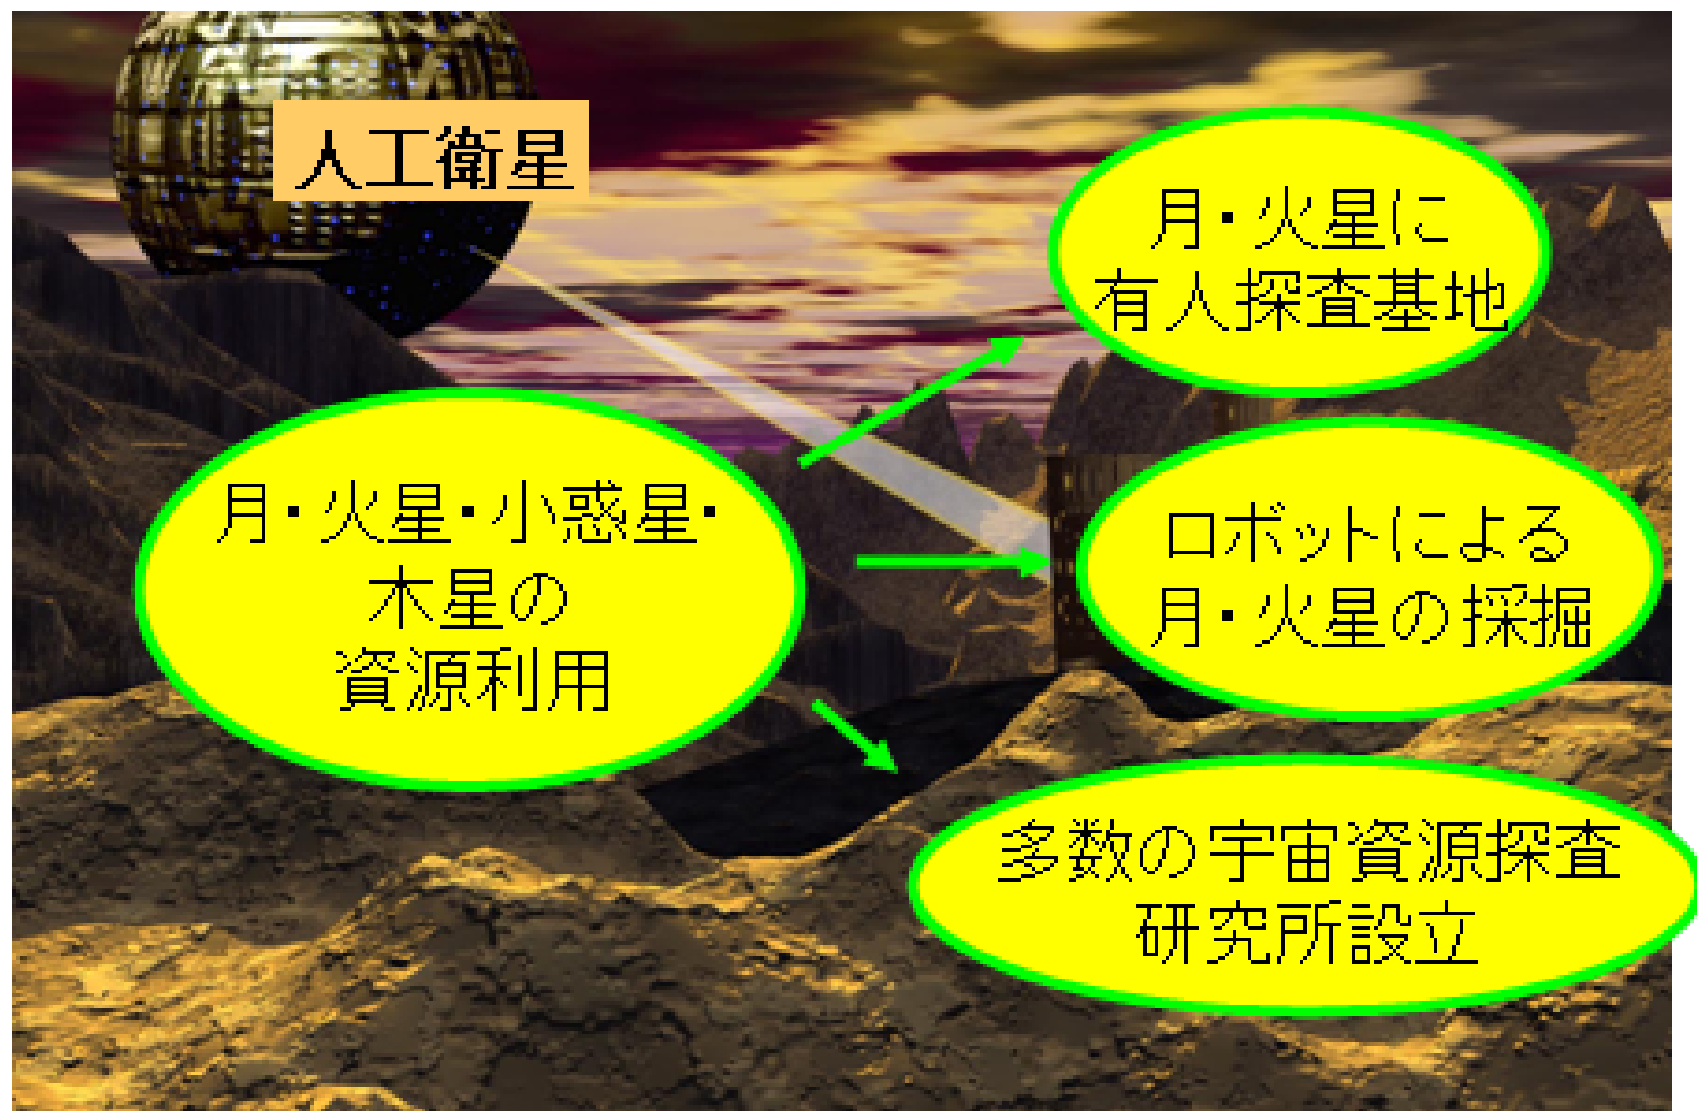 人工衛星
月・火星・小惑星・
木星の
資源利用
月・火星に
有人探査基地
ロボットによる
月・火星の採掘
多数の宇宙資源探査
研究所設立